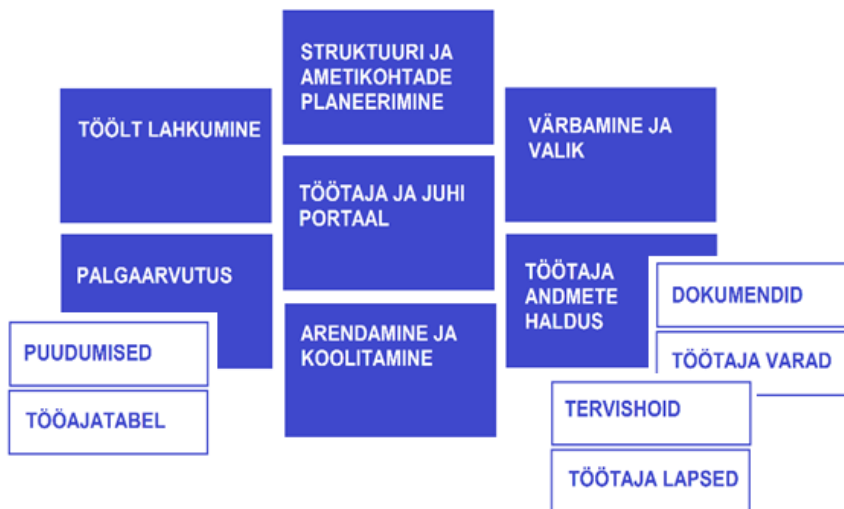 STRUKTUURI JA
AMETIKOHTADE
PLANEERIMINE
TÖÖLT LAHKUMINE
VÄRBAMINE JA
VALIK
TÖÖTAJA JA JUHI
PORTAAL
PALGAARVUTUS
TÖÖTAJA
ANDMETE
HALDUS
DOKUMENDID
PUUDUMISED
ARENDAMINE JA
KOOLITAMINE
TÖÖTAJA VARAD
TÖÖAJATABEL
TERVISHOID
TÖÖTAJA LAPSED